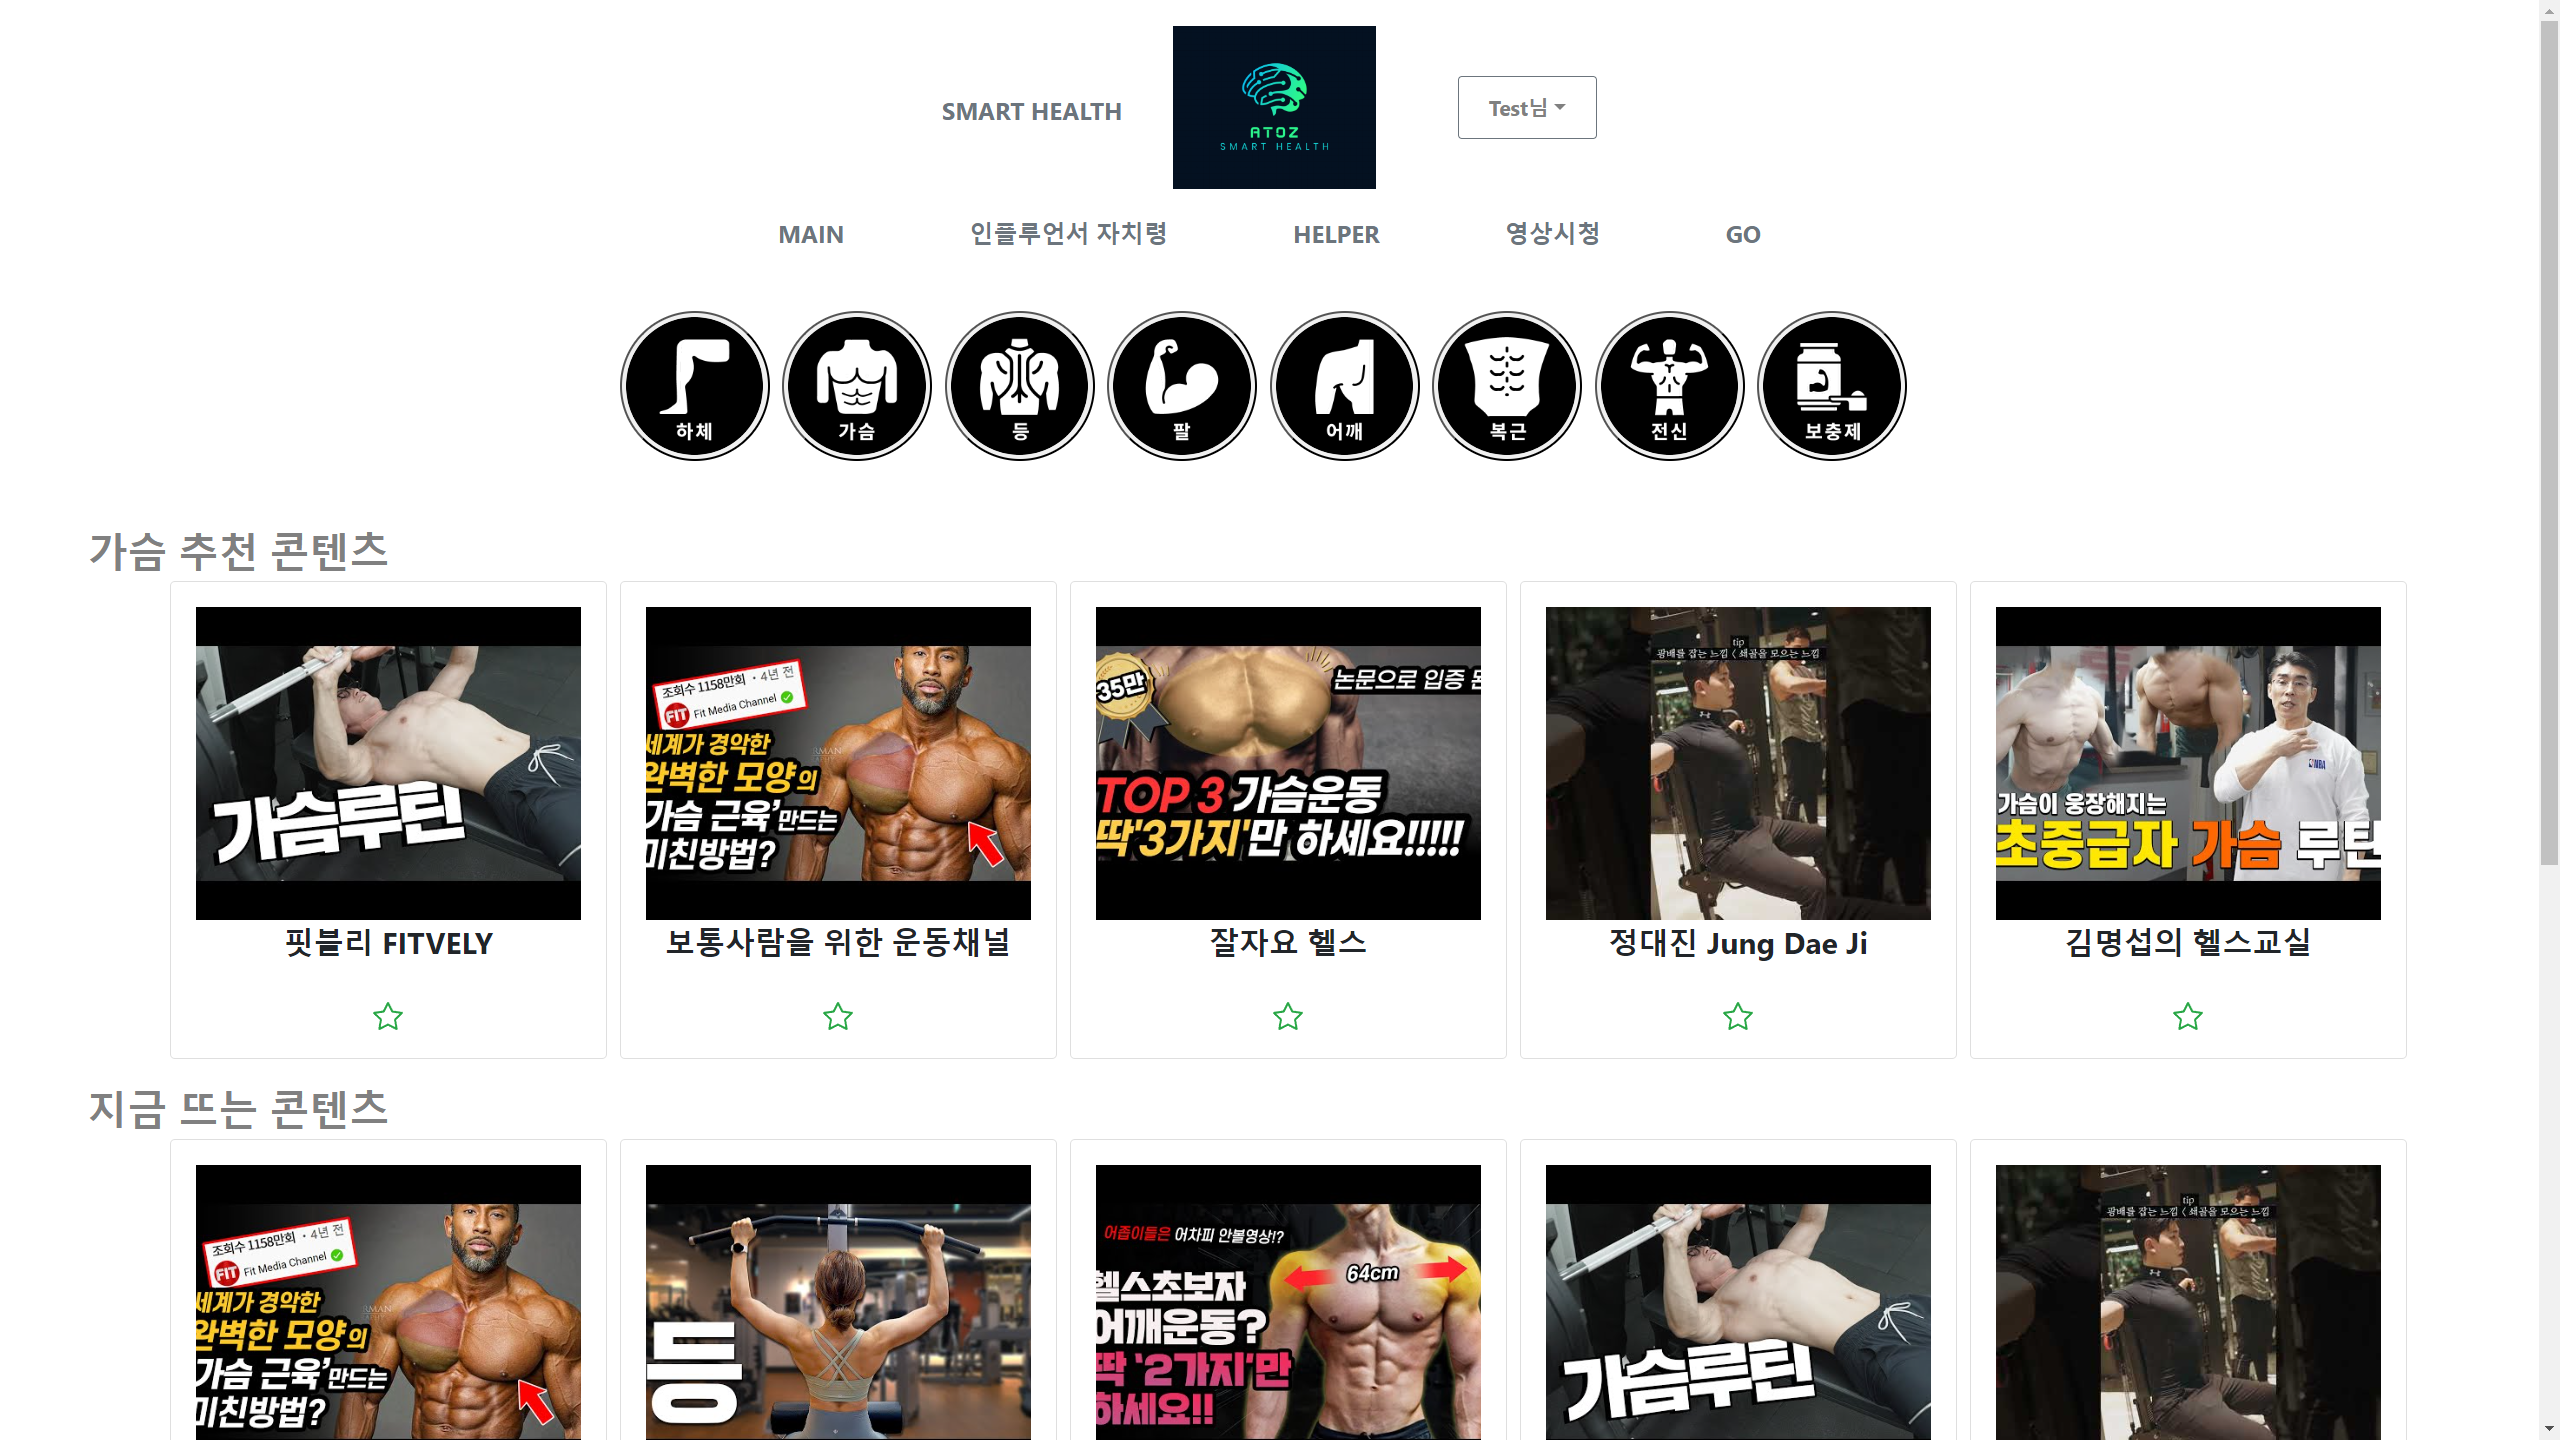 SMART HEALTH
ATOZ
SMART HEALTH
Test님
MAIN
인플루언서 자치령
HELPER
영상시청
GO
하체
가슴
등
팔
어깨
복근
전신
보충제
가슴 추천 콘텐츠
가슴루틴
핏블리 FITVELY
조회수 1158만회 • 4년 전
FIT Fit Media Channel
세계가 경악한
완벽한 모양의
'가슴 근육'만드는
미친방법?
보통사람을 위한 운동채널
35만
논문으로 입증 된
TOP 3 가슴운동
딱'3가지'만 하세요!!!!!
잘자요 헬스
tip
광배를 잡는 느낌 < 쇄골을 모으는 느낌
정대진 Jung Dae Ji
가슴이 웅장해지는
초중급자 가슴 루틴
김명섭의 헬스교실
지금 뜨는 콘텐츠
조회수 1158만회 • 4년 전
FIT Fit Media Channel
세계가 경악한
완벽한 모양의
'가슴 근육'만드는
미친방법?
등
어좁이들은 어차피 안볼영상!?
64cm
헬스초보자
어깨운동?
딱 '2가지'만
하세요!!
가슴루틴
tip
광배를 잡는 느낌 < 쇄골을 모으는 느낌